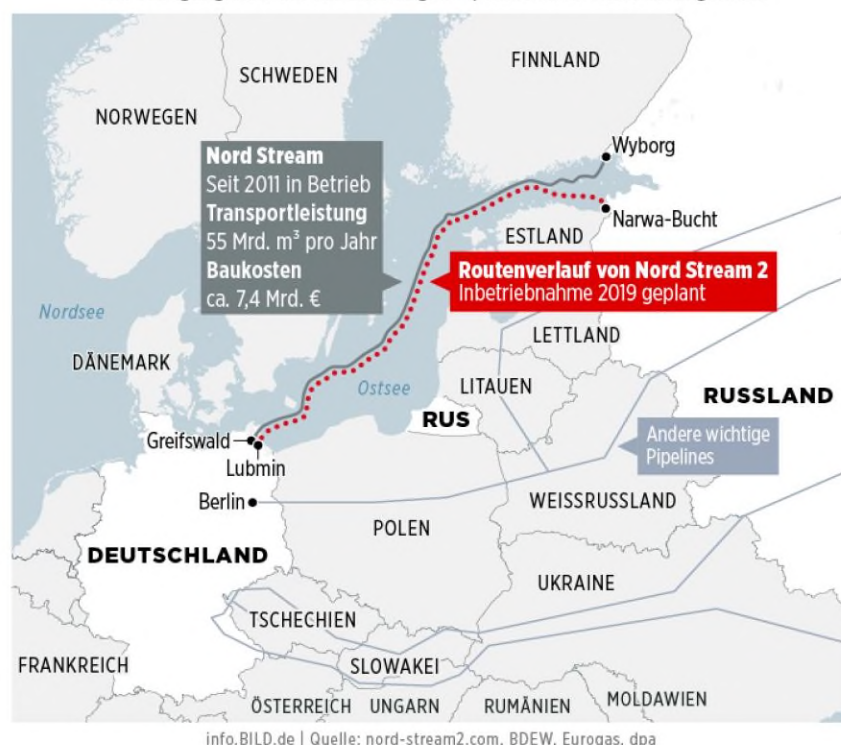 FINNLAND
SCHWEDEN
NORWEGEN
Wyborg
Nord Stream
Seit 2011 in Betrieb
Transportleistung
55 Mrd. m³ pro Jahr
Baukosten
ca. 7,4 Mrd. €
Narwa-Bucht
ESTLAND
Routenverlauf von Nord Stream 2
Inbetriebnahme 2019 geplant
Nordsee
LETTLAND
DÄNEMARK
Ostsee
LITAUEN
RUSSLAND
RUS
Andere wichtige
Pipelines
Greifswald
Lubmin
Berlin
WEISSRUSSLAND
POLEN
DEUTSCHLAND
UKRAINE
TSCHECHIEN
FRANKREICH
SLOWAKEI
ÖSTERREICH
UNGARN
RUMÄNIEN
MOLDAWIEN
info.BILD.de | Quelle: nord-stream2.com, BDEW, Eurogas, dpa